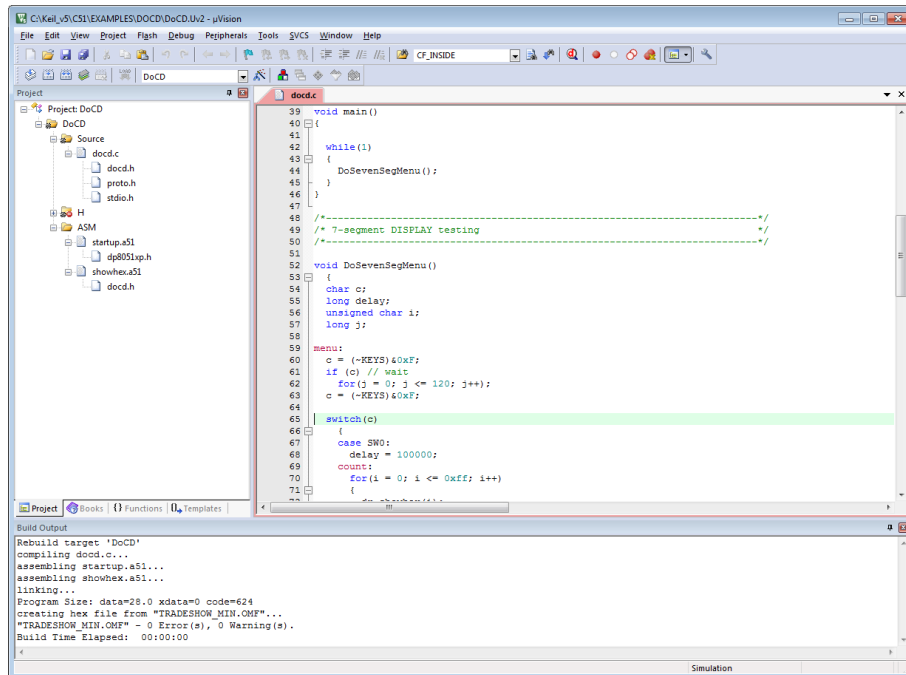 C:\Keil_v5\C51\EXAMPLES\DOCD\DoCD.Uv2 - µVision
File Edit View Project Flash Debug Peripherals Tools SVCS Window Help
CF_INSIDE
DoCD
Project
docd.c
Project: DoCD
DoCD
Source
docd.c
docd.h
proto.h
stdio.h
H
ASM
startup.a51
dp8051xp.h
showhex.a51
docd.h
39 void main()
40 {
41
42 while(1)
43 {
44 DoSevenSegMenu();
45 }
46 }
47
48 /*-------------------------------------------------------------------------*/
49 /* 7-segment DISPLAY testing */
50 /*-------------------------------------------------------------------------*/
51
52 void DoSevenSegMenu()
53 {
54 char c;
55 long delay;
56 unsigned char i;
57 long j;
58
59 menu:
60 c = (~KEYS)&0xF;
61 if (c) // wait
62 for(j = 0; j <= 120; j++);
63 c = (~KEYS)&0xF;
64
65 switch(c)
66 {
67 case SW0:
68 delay = 100000;
69 count:
70 for(i = 0; i <= 0xff; i++)
71 {
Project Books {} Functions Templates
Build Output
Rebuild target 'DoCD'
compiling docd.c...
assembling startup.a51...
assembling showhex.a51...
linking...
Program Size: data=28.0 xdata=0 code=624
creating hex file from "TRADESHOW_MIN.OMF"...
"TRADESHOW_MIN.OMF" - 0 Error(s), 0 Warning(s).
Build Time Elapsed: 00:00:00
Simulation